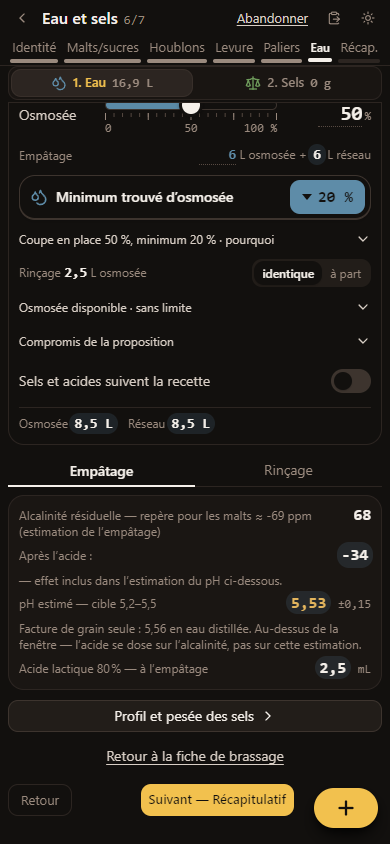 Eau et sels 6/7
Abandonner
Identité Malts/sucres Houblons Levure Paliers Eau Récap.
1. Eau 16,9 L
2. Sels 0 g
Osmosée
50 %
0 50 100 %
Empâtage
6 L osmosée + 6 L réseau
Minimum trouvé d'osmosée
20 %
Coupe en place 50 %, minimum 20 % · pourquoi
Rinçage 2,5 L osmosée
identique à part
Osmosée disponible · sans limite
Compromis de la proposition
Sels et acides suivent la recette
Osmosée 8,5 L Réseau 8,5 L
Empâtage
Rinçage
Alcalinité résiduelle — repère pour les malts ≈ -69 ppm
(estimation de l'empâtage)
68
Après l'acide :
-34
— effet inclus dans l'estimation du pH ci-dessous.
pH estimé — cible 5,2–5,5
5,53 ±0,15
Facture de grain seule : 5,56 en eau distillée. Au-dessus de la
fenêtre — l'acide se dose sur l'alcalinité, pas sur cette estimation.
Acide lactique 80 % — à l'empâtage
2,5 mL
Profil et pesée des sels
Retour à la fiche de brassage
Retour
Suivant — Récapitulatif
+